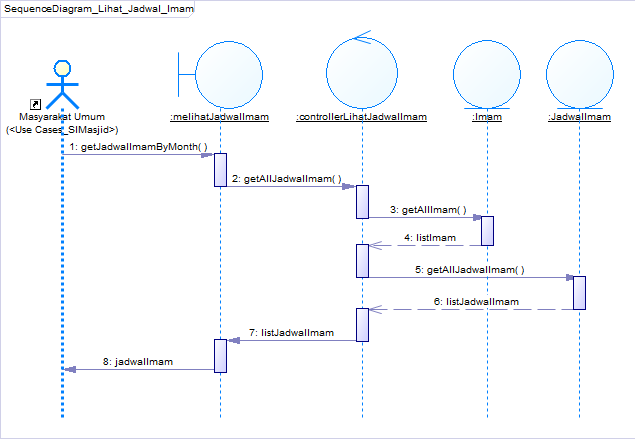 SequenceDiagram_Lihat_Jadwal_Imam
Masyarakat Umum
(<Use Cases_SIMasjid>)
:melihatJadwalImam
:controllerLihatJadwalImam
:Imam
:JadwalImam
1: getJadwalImamByMonth( )
2: getAllJadwalImam( )
3: getAllImam( )
4: listImam
5: getAllJadwalImam( )
6: listJadwalImam
7: listJadwalImam
8: jadwalImam